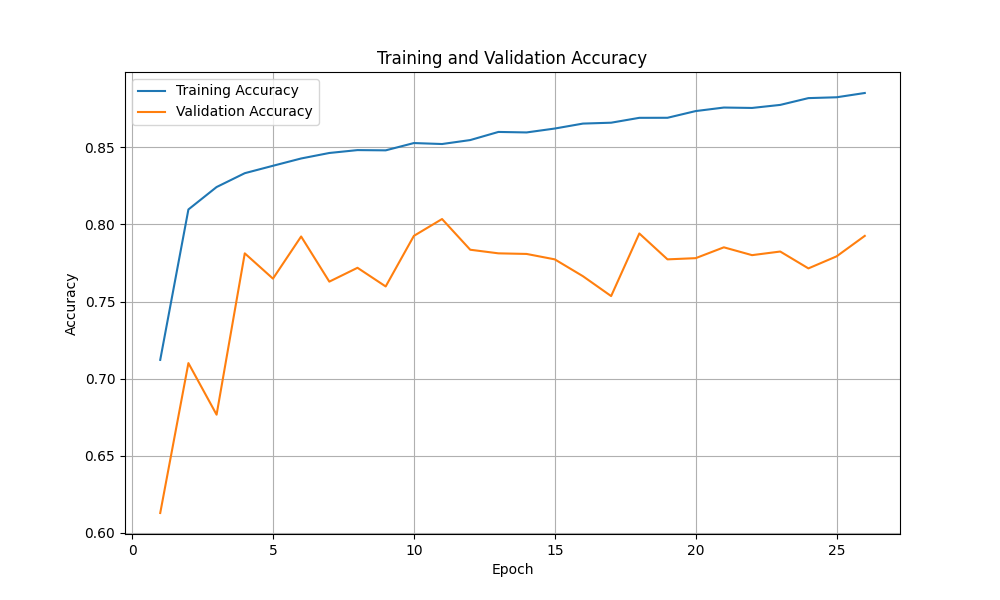 Training and Validation Accuracy
Training Accuracy
Validation Accuracy
0.85
0.80
0.75
0.70
0.65
0.60
Accuracy
0 5 10 15 20 25
Epoch